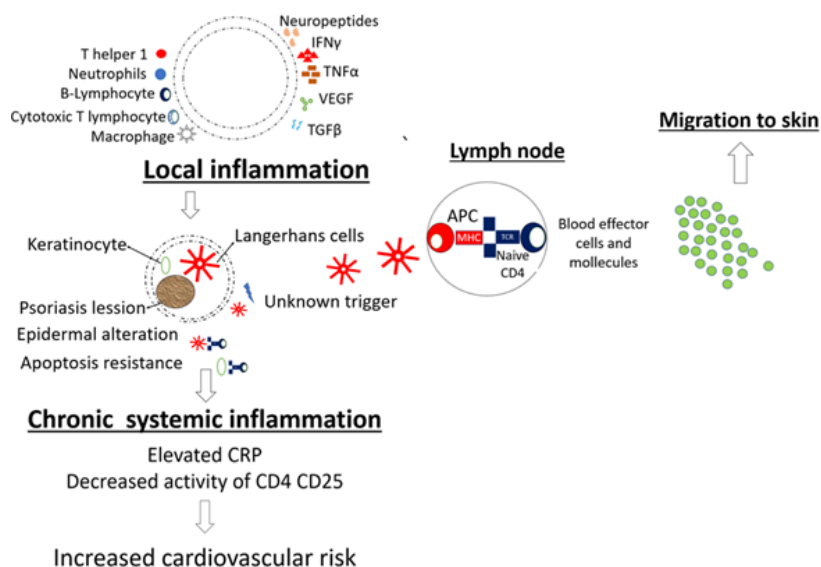 Neuropeptides
IFNγ
TNFα
VEGF
TGFβ
T helper 1
Neutrophils
B-Lymphocyte
Cytotoxic T lymphocyte
Macrophage
Local inflammation
Keratinocyte
Langerhans cells
Psoriasis lession
Unknown trigger
Epidermal alteration
Apoptosis resistance
Chronic systemic inflammation
Elevated CRP
Decreased activity of CD4 CD25
Increased cardiovascular risk
Lymph node
APC
MHC
TCR
Naive
CD4
Blood effector
cells and
mollecules
Migration to skin